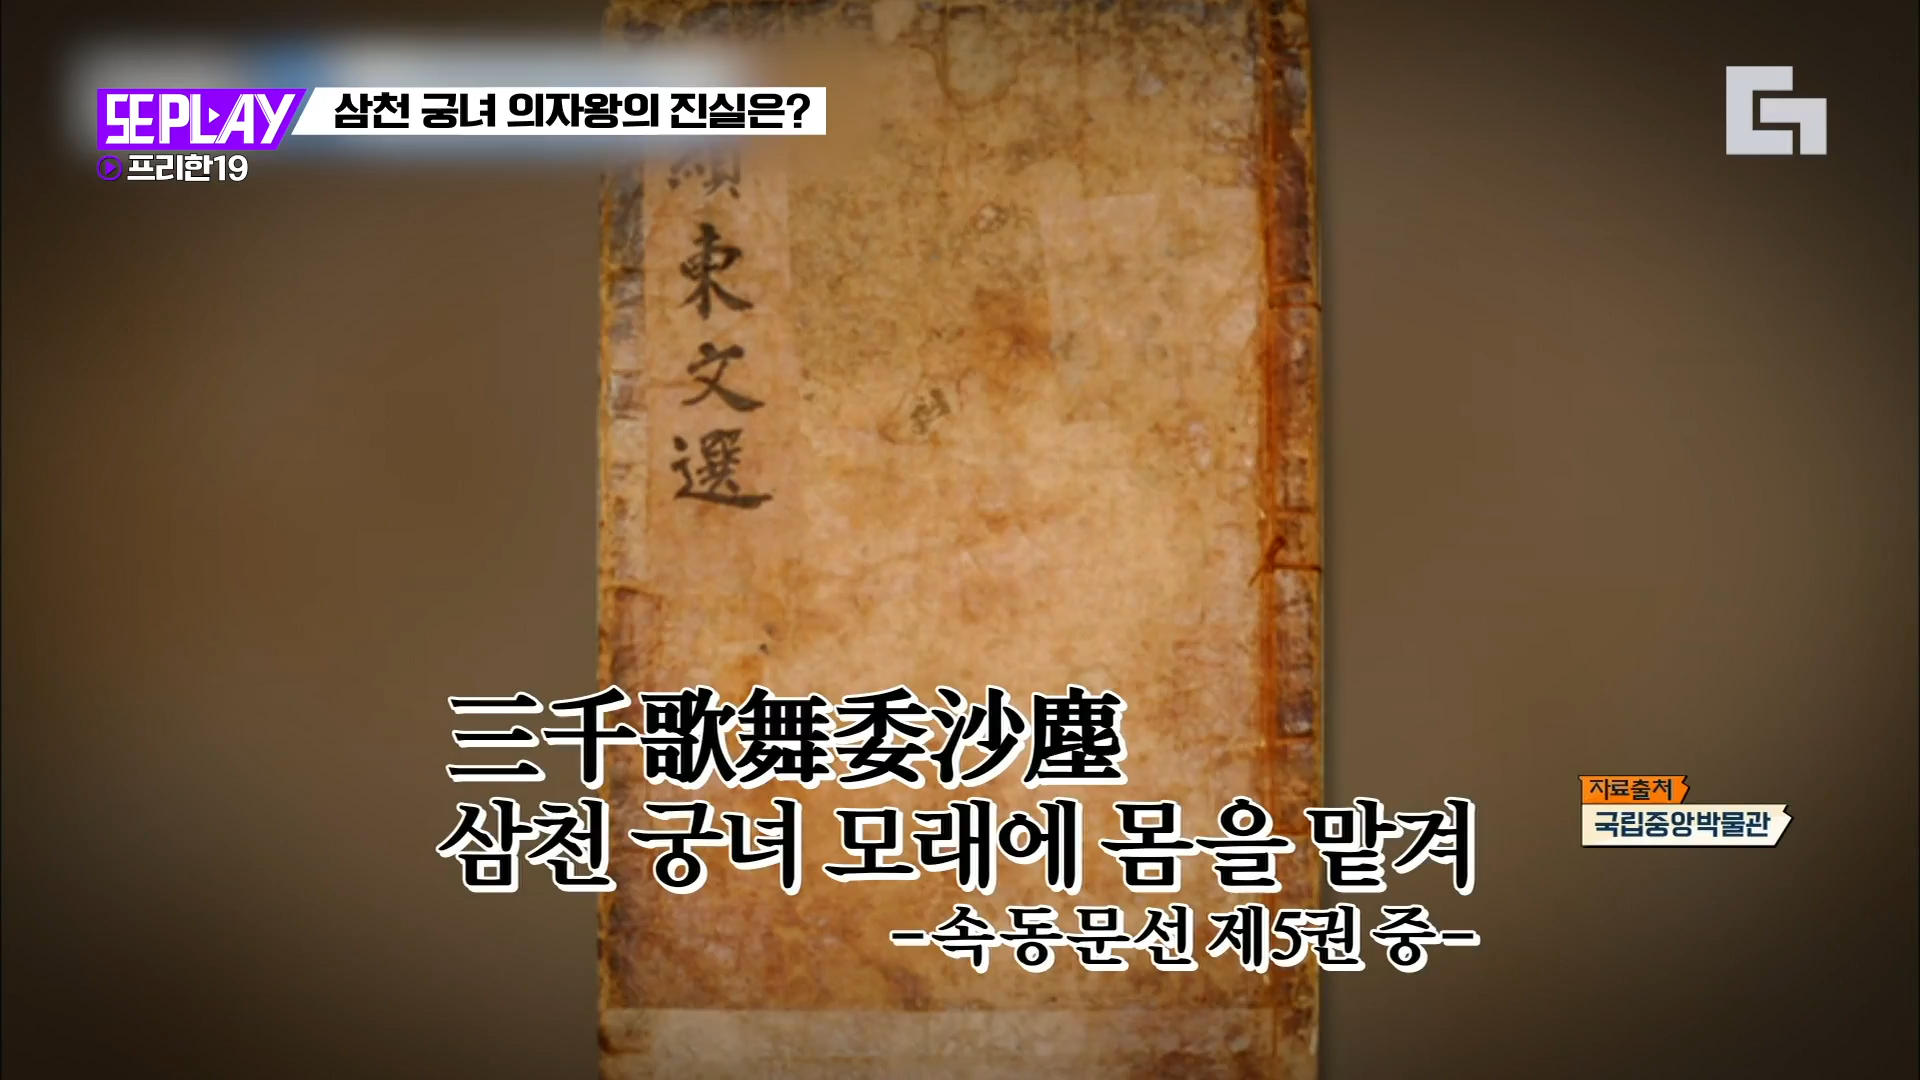 SEPLAY 삼천 궁녀 의자왕의 진실은?
프리한19
東文選
三千歌舞委沙塵
삼천 궁녀 모래에 몸을 맡겨
-속동문선 제5권 중-
자료출처
국립중앙박물관